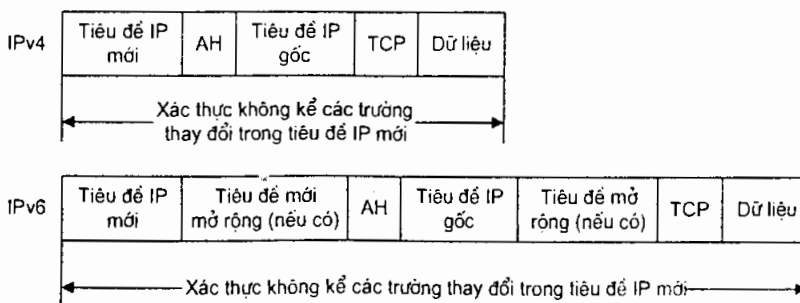 IPv4
Tiêu đề IP mới
AH
Tiêu đề IP gốc
TCP
Dữ liệu
Xác thực không kể các trường
thay đổi trong tiêu đề IP mới
IPv6
Tiêu đề IP mới
Tiêu đề mới mở rộng (nếu có)
AH
Tiêu đề IP gốc
Tiêu đề mở rộng (nếu có)
TCP
Dữ liệu
Xác thực không kể các trường thay đổi trong tiêu đề IP mới